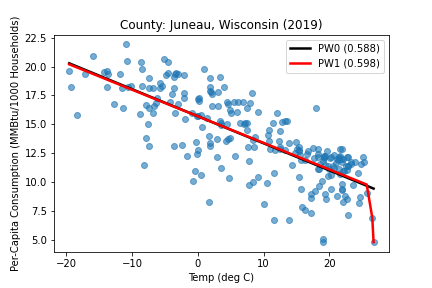 County: Juneau, Wisconsin (2019)
Per-Capita Consumption (MMBtu/1000 Households)
22.5
20.0
17.5
15.0
12.5
10.0
7.5
5.0
PW0 (0.588)
PW1 (0.598)
−20
−10
0
10
20
Temp (deg C)